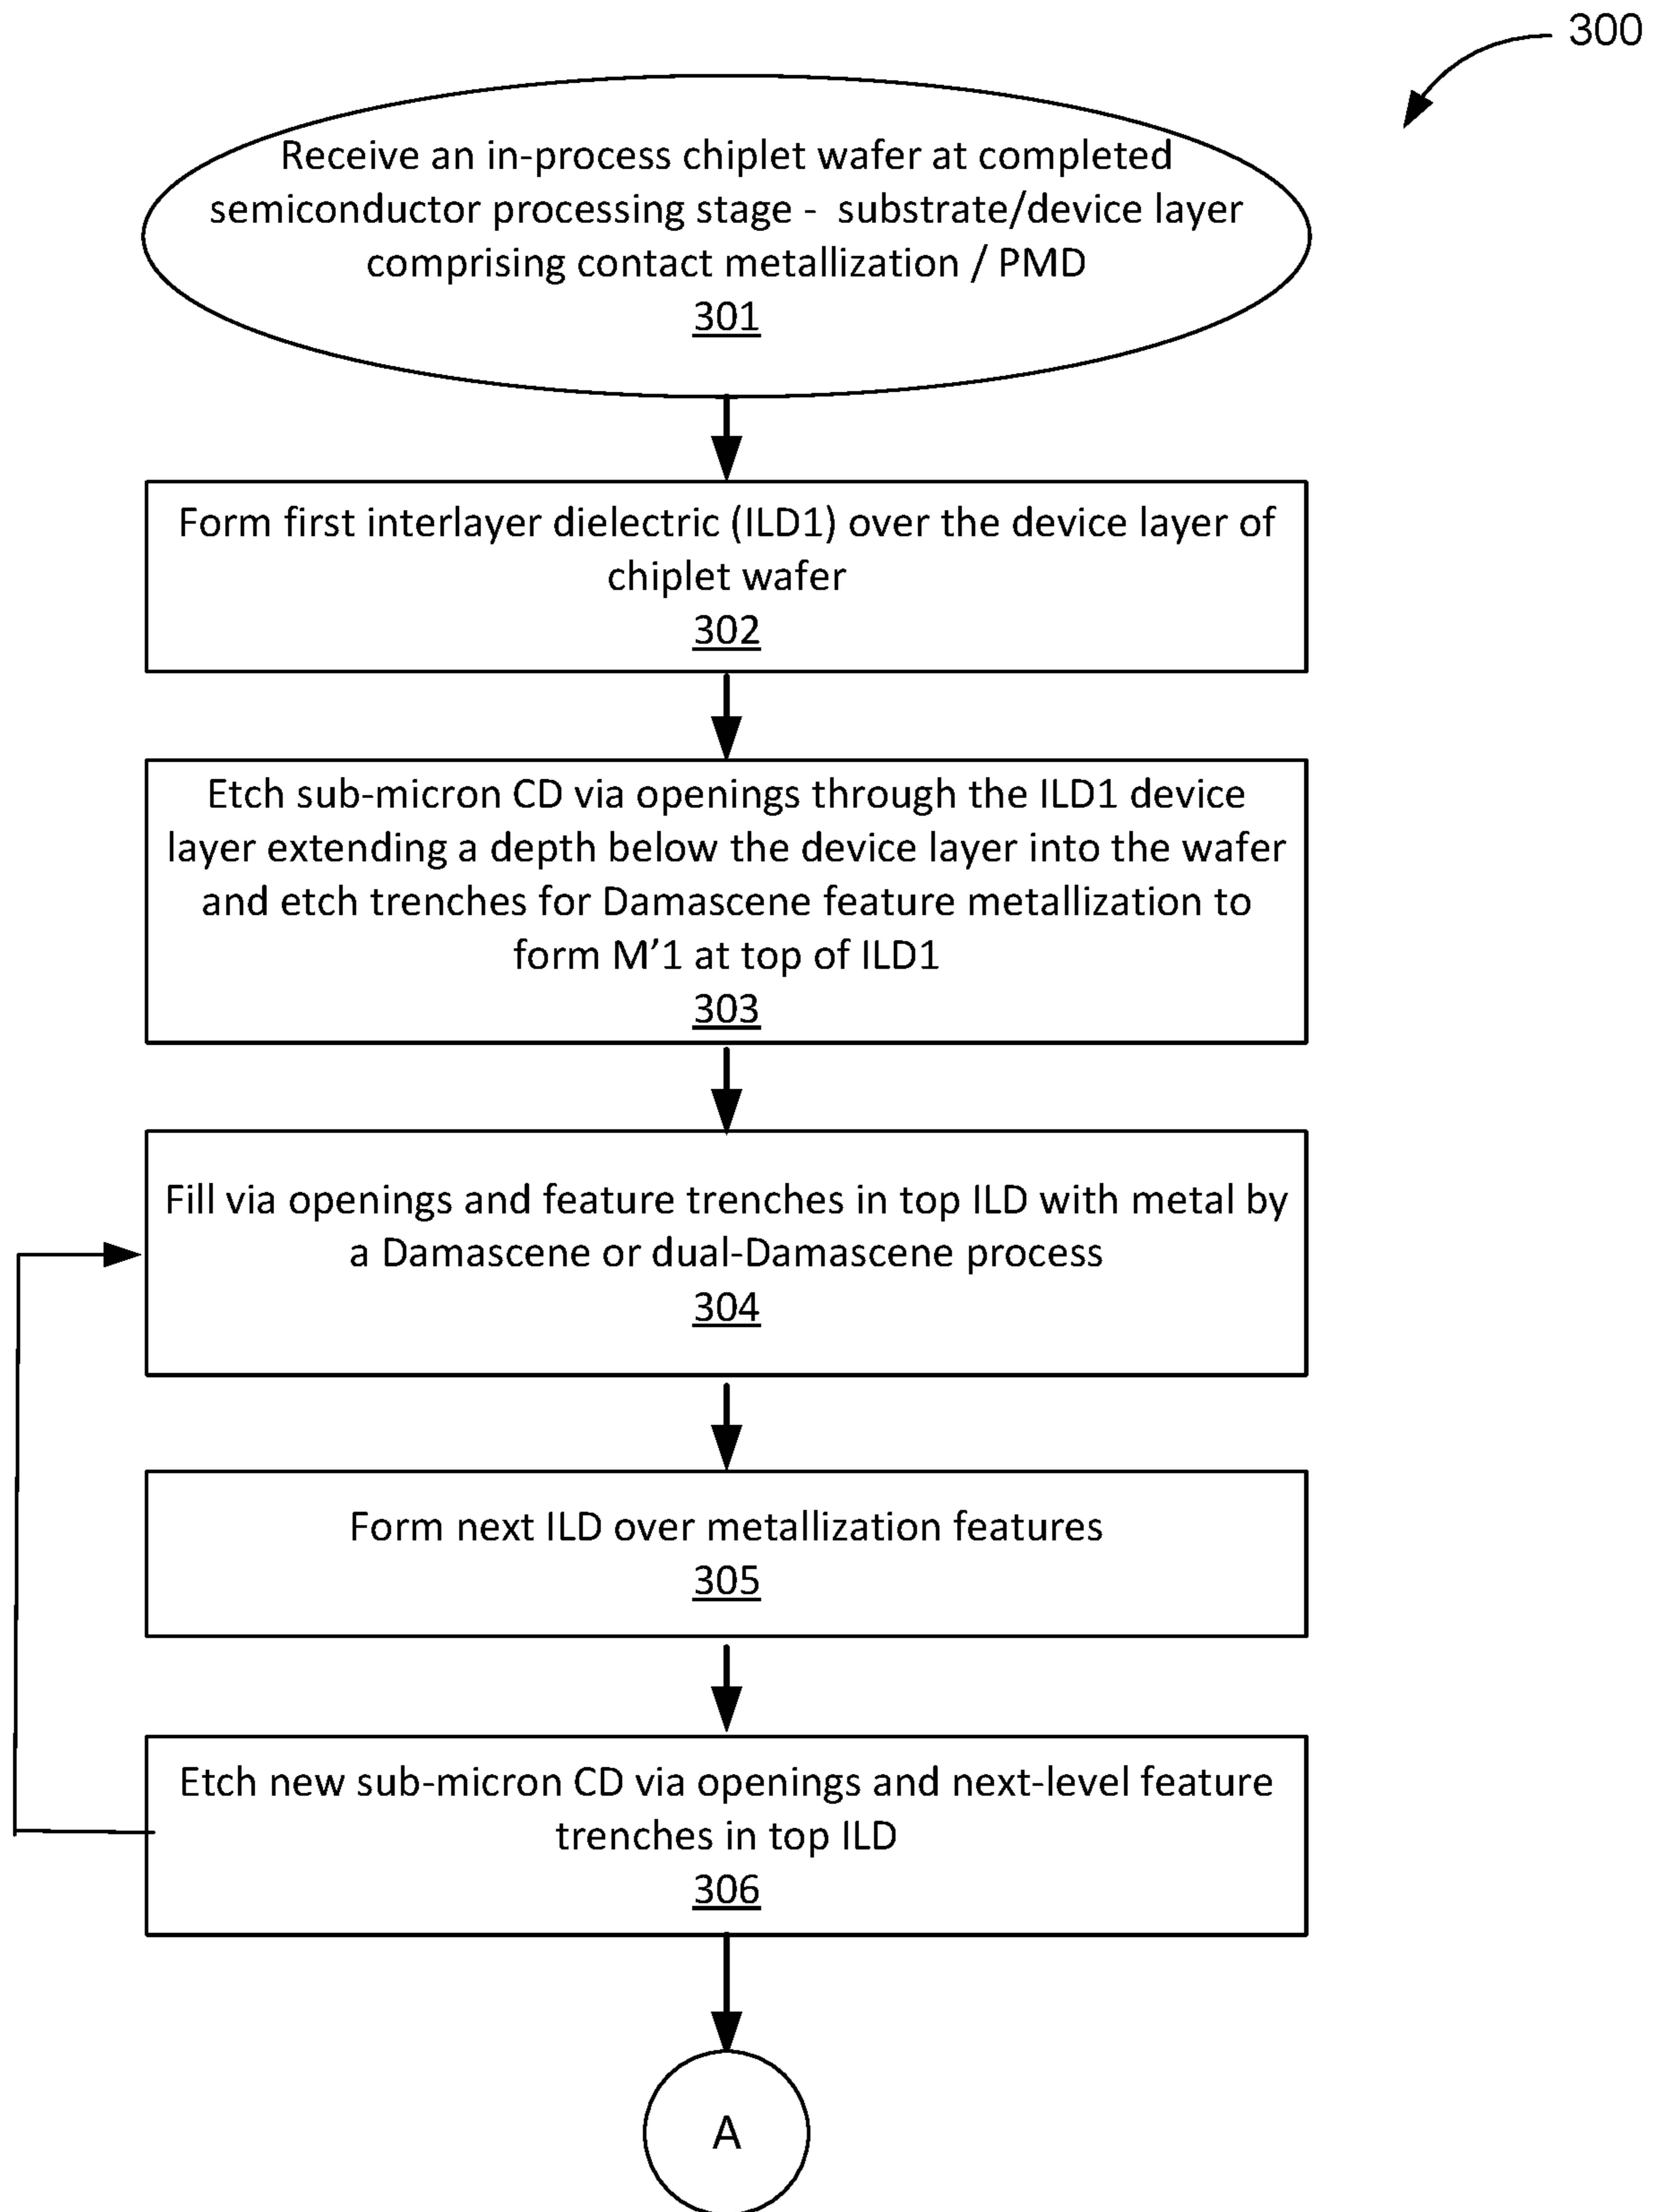 300
Receive an in-process chiplet wafer at completed
semiconductor processing stage - substrate/device layer
comprising contact metallization / PMD
301
Form first interlayer dielectric (ILD1) over the device layer of
chiplet wafer
302
Etch sub-micron CD via openings through the ILD1 device
layer extending a depth below the device layer into the wafer
and etch trenches for Damascene feature metallization to
form M’1 at top of ILD1
303
Fill via openings and feature trenches in top ILD with metal by
a Damascene or dual-Damascene process
304
Form next ILD over metallization features
305
Etch new sub-micron CD via openings and next-level feature
trenches in top ILD
306
A